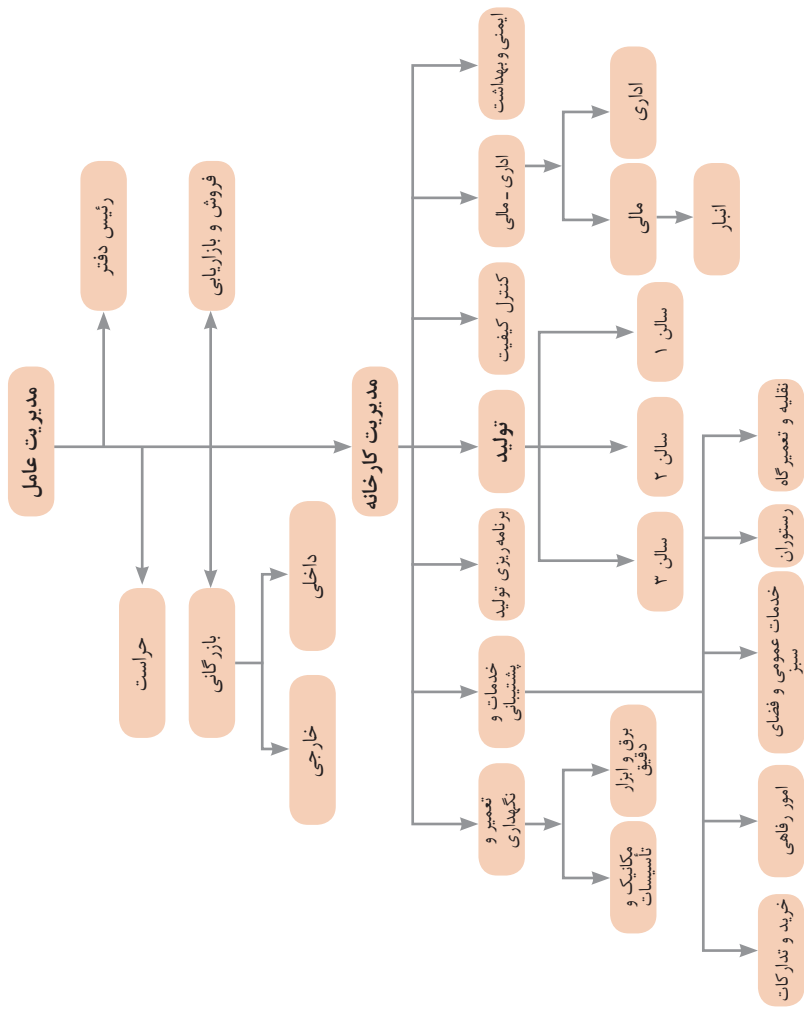 مدیریت عامل
رئیس دفتر
حراست
فروش و بازاریابی
بازرگانی
داخلی
خارجی
مدیریت کارخانه
ایمنی و بهداشت
اداری - مالی
کنترل کیفیت
تولید
برنامه ریزی تولید
خدمات و
پشتیبانی
تعمیر و
نگهداری
اداری
مالی
انبار
سالن ۱
سالن ۲
سالن ۳
برق و ابزار
دقیق
مکانیک و
تأسیسات
نقلیه و تعمیرگاه
رستوران
خدمات عمومی و فضای
سبز
امور رفاهی
خرید و تدارکات